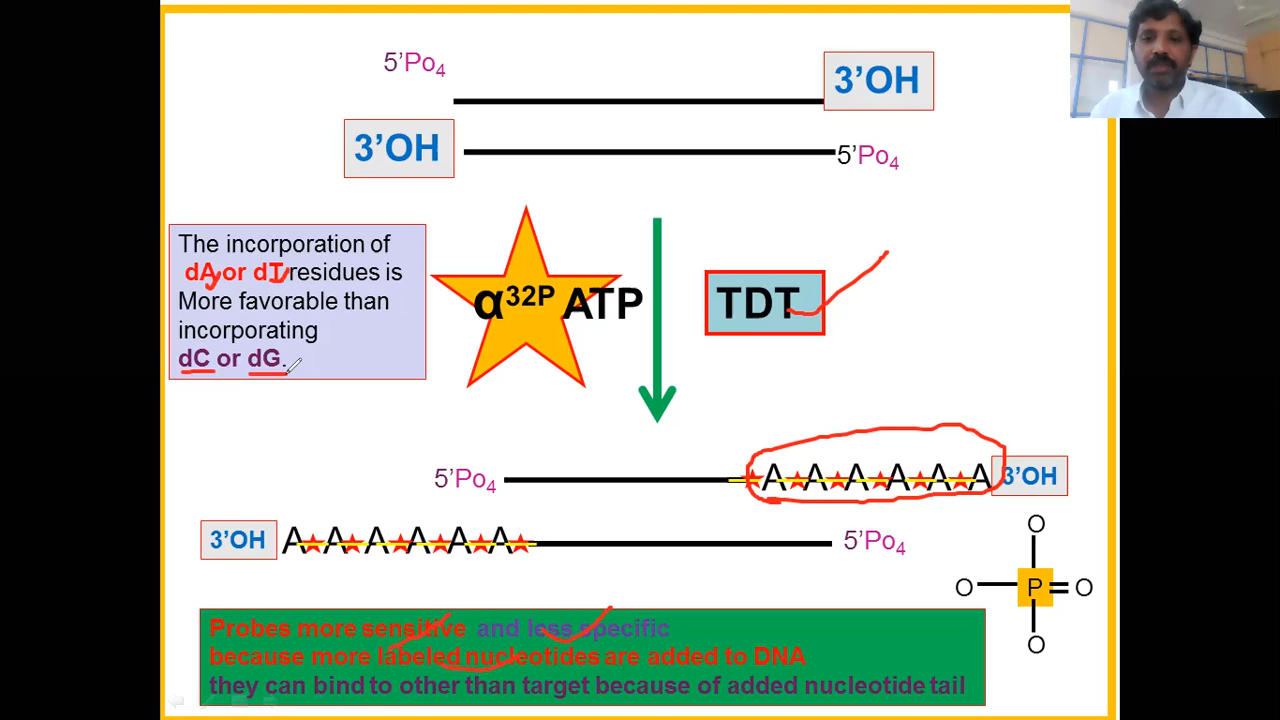 5'Po4
3'OH
3'OH
5'Po4
The incorporation of
dA or dI residues is
More favorable than
incorporating
dC or dG.
α32P ATP
TDT
5'Po4 A A A A A A 3'OH
3'OH A A A A A A 5'Po4
O
O P O
O
Probes more sensitive and less specific
because more labeled nucleotides are added to DNA
they can bind to other than target because of added nucleotide tail